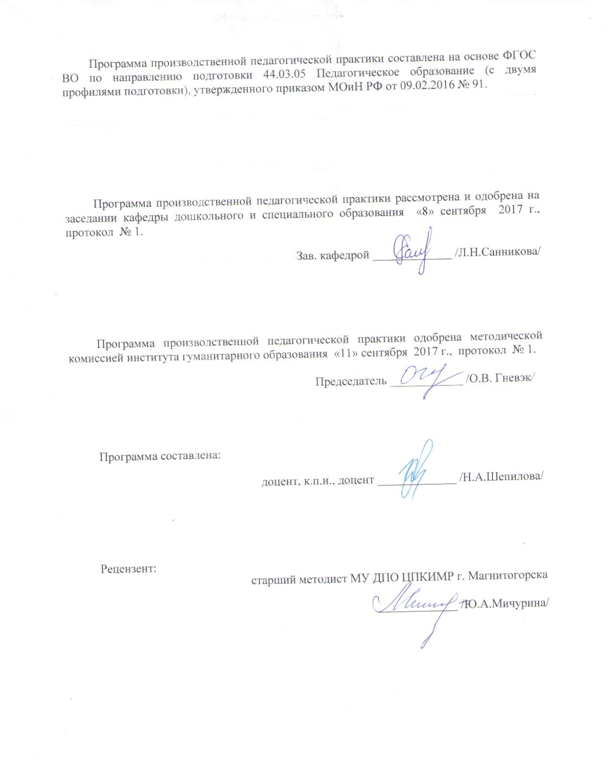 Программа производственной педагогической практики составлена на основе ФГОС
ВО по направлению подготовки 44.03.05 Педагогическое образование (с двумя
профилями подготовки), утвержденного приказом МОиН РФ от 09.02.2016 № 91.
Программа производственной педагогической практики рассмотрена и одобрена на
заседании кафедры дошкольного и специального образования «8» сентября 2017 г.,
протокол № 1.
Зав. кафедрой /Л.Н.Санникова/
Программа производственной педагогической практики одобрена методической
комиссией института гуманитарного образования «11» сентября 2017 г., протокол № 1.
Председатель /О.В. Гневэк/
Программа составлена:
доцент, к.п.н., доцент /Н.А.Шепилова/
Рецензент:
старший методист МУ ДПО ЦПКИМР г. Магнитогорска
/Ю.А.Мичурина/